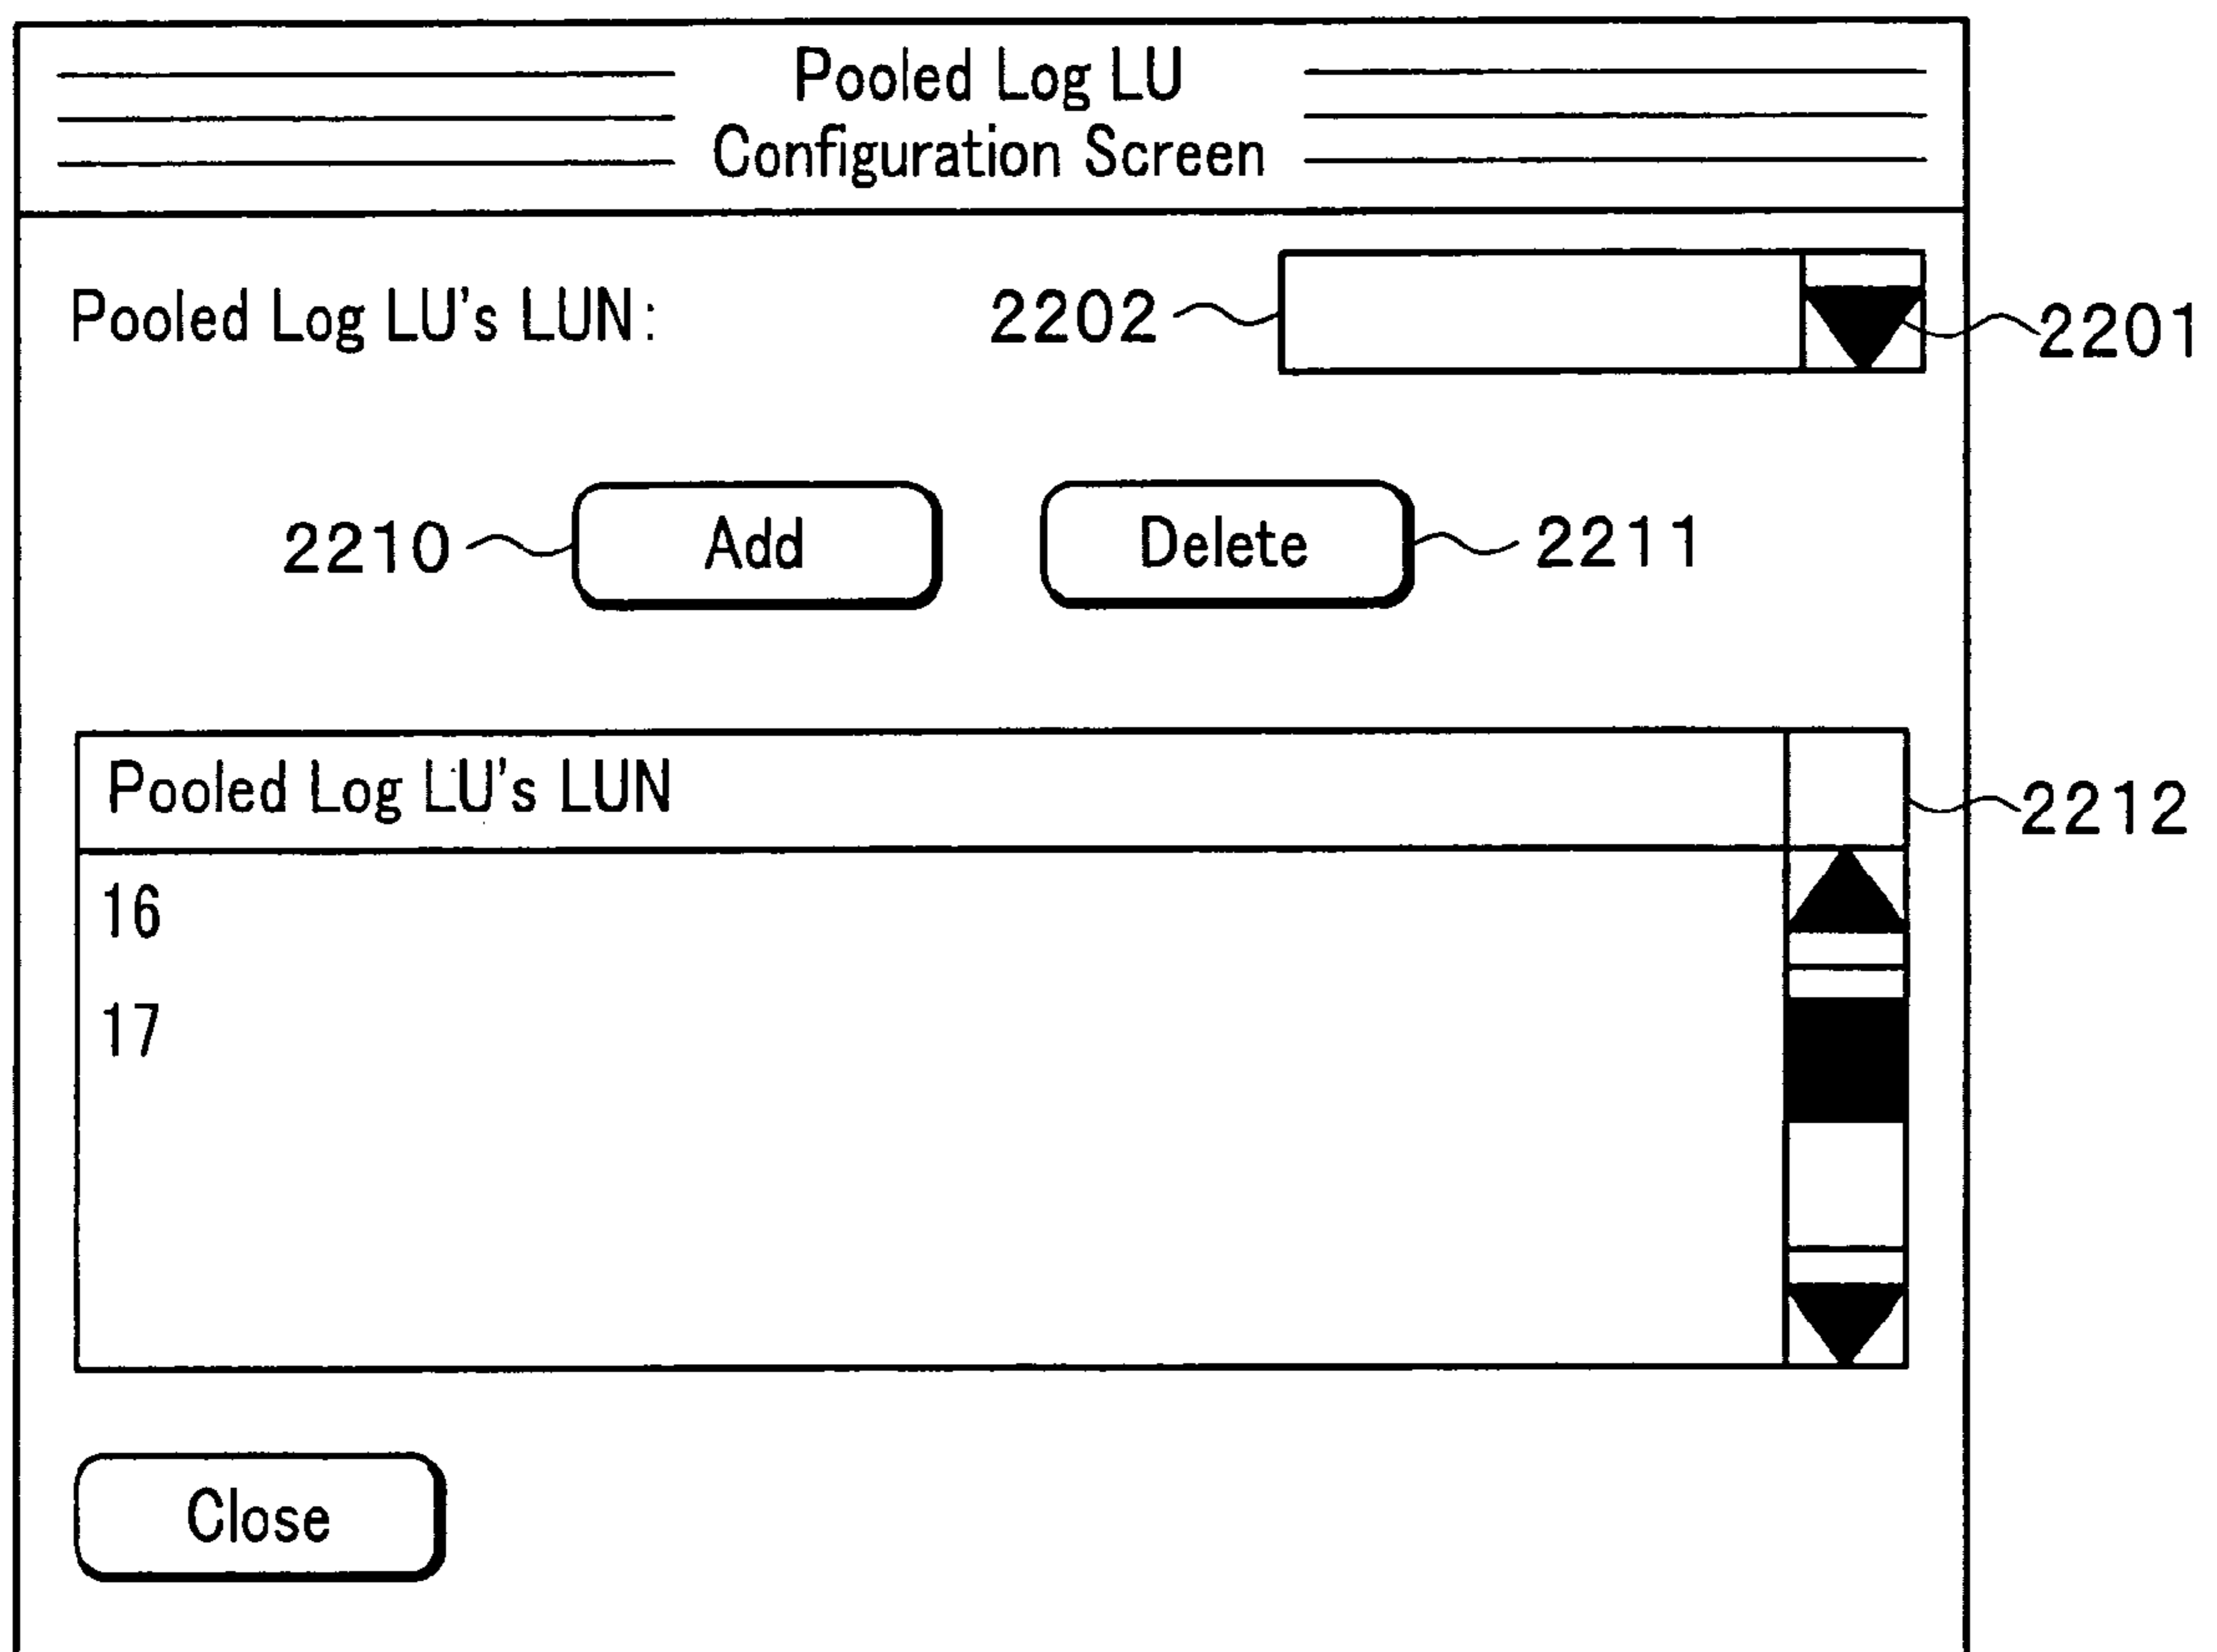 Pooled Log LU
Configuration Screen
Pooled Log LU's LUN:
2202
2201
2210
Add
Delete
2211
Pooled Log LU's LUN
2212
16
17
Close